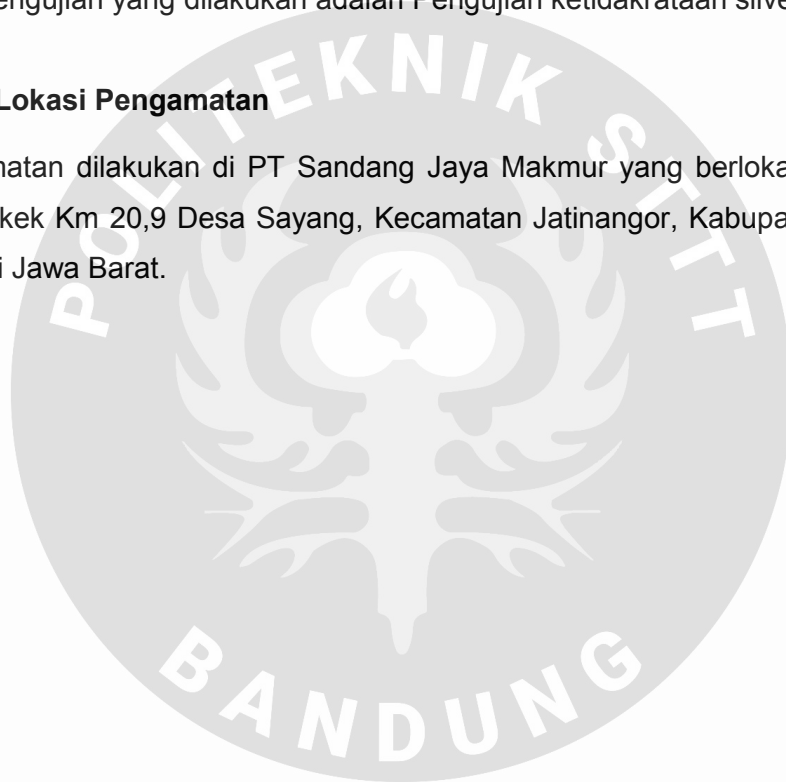 engujian yang dilakukan adalah Pengujian ketidakrataan silve
Lokasi Pengamatan
matan dilakukan di PT Sandang Jaya Makmur yang berloka
kek Km 20,9 Desa Sayang, Kecamatan Jatinangor, Kabupa
i Jawa Barat.
POLITEKNIK STTT
BANDUNG